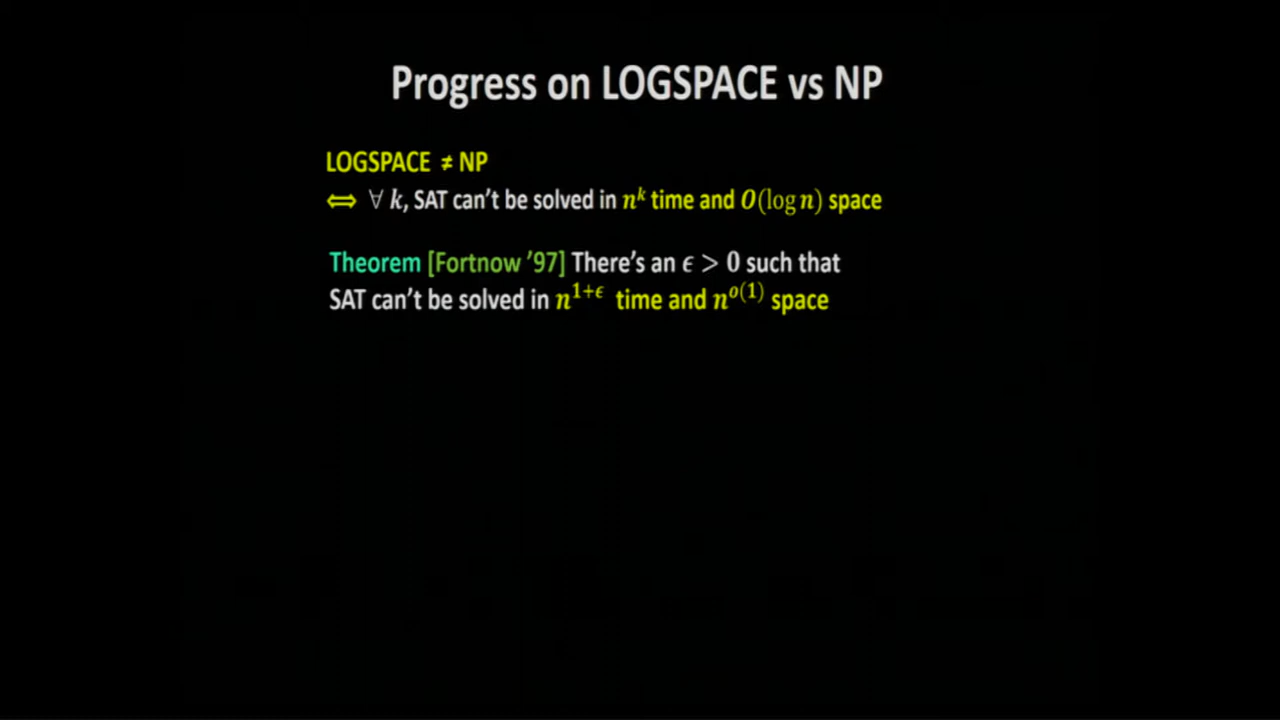 Progress on LOGSPACE vs NP
LOGSPACE ≠ NP
⟺ ∀ k, SAT can't be solved in n^k time and O(log n) space
Theorem [Fortnow '97] There's an ϵ > 0 such that
SAT can't be solved in n^{1+ϵ} time and n^{o(1)} space